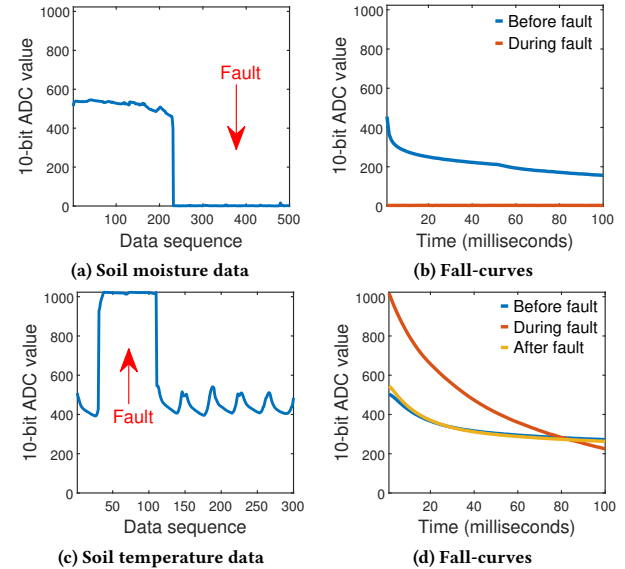 10-bit ADC value
1000
800
600
400
200
0
Fault
100 200 300 400 500
Data sequence
(a) Soil moisture data
10-bit ADC value
1000
800
600
400
200
0
Before fault
During fault
20 40 60 80 100
Time (milliseconds)
(b) Fall-curves
10-bit ADC value
1000
800
600
400
200
0
Fault
50 100 150 200 250 300
Data sequence
(c) Soil temperature data
10-bit ADC value
1000
800
600
400
200
0
Before fault
During fault
After fault
20 40 60 80 100
Time (milliseconds)
(d) Fall-curves